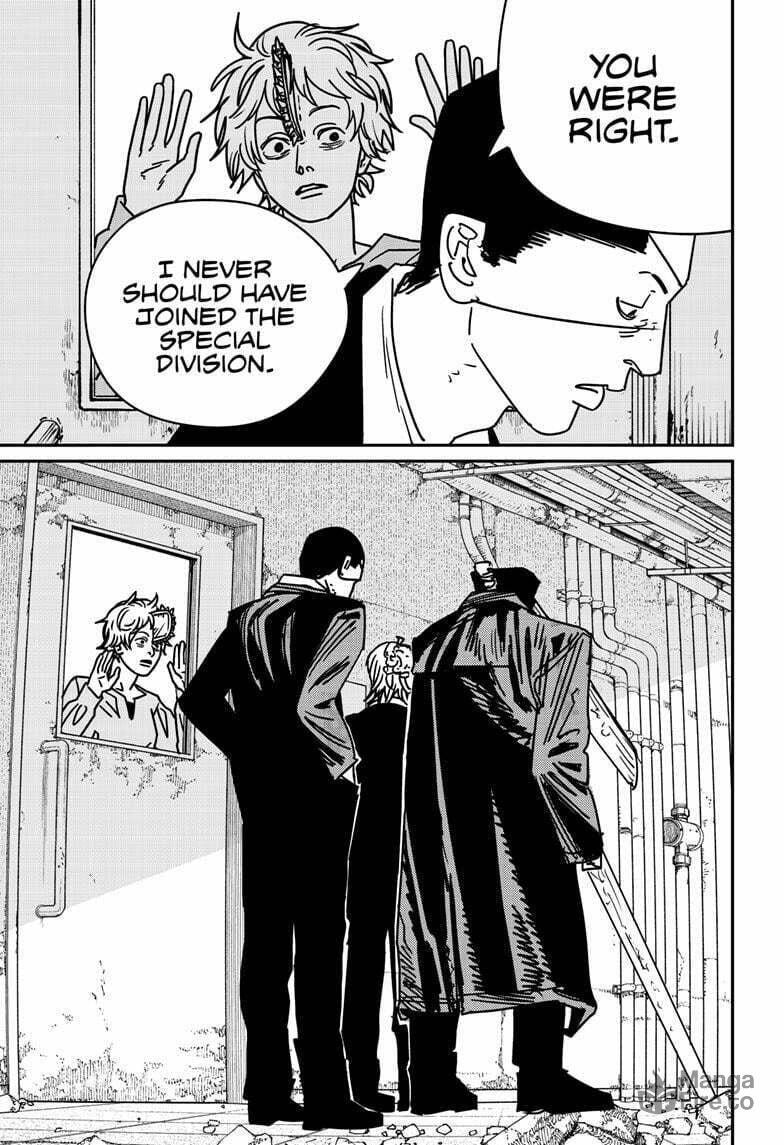 YOU
WERE
RIGHT.
I NEVER
SHOULD HAVE
JOINED THE
SPECIAL
DIVISION.
Manga